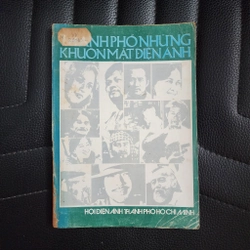 THÀNH PHỐ NHỮNG
KHUÔN MẶT ĐIỆN ẢNH
HỘI ĐIỆN ẢNH THÀNH PHỐ HỒ CHÍ MINH